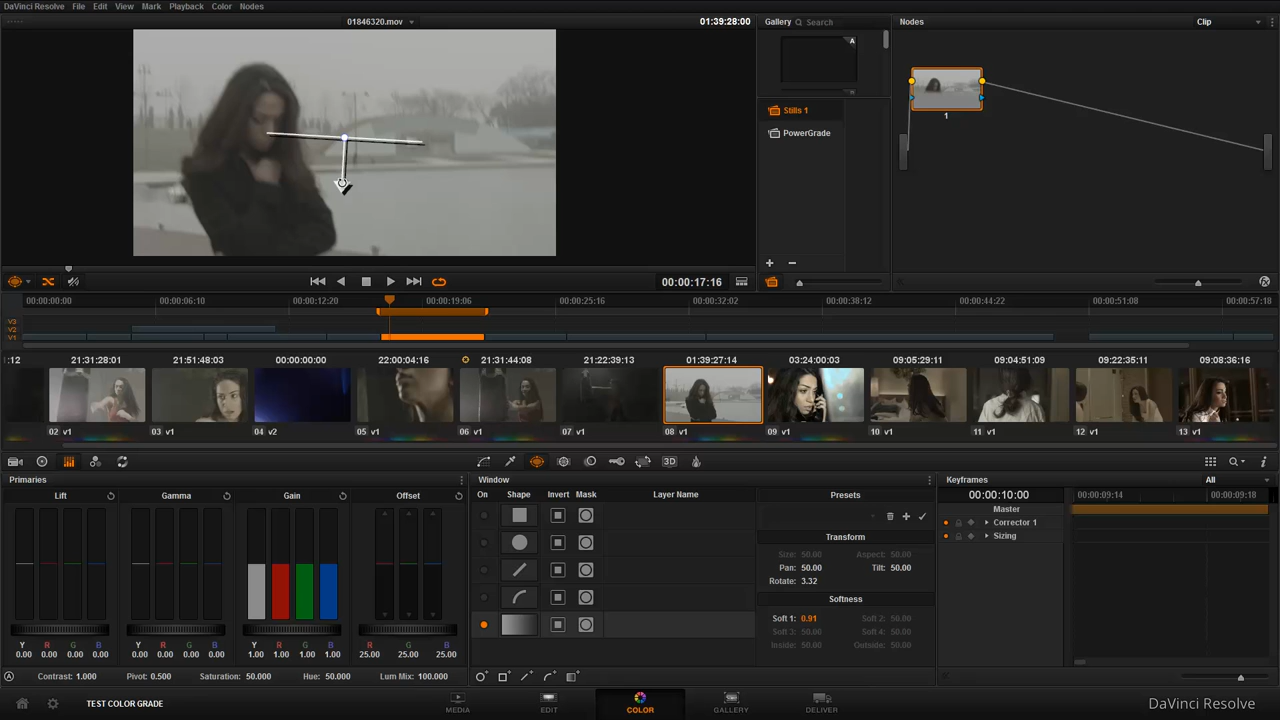 DaVinci Resolve File Edit View Mark Playback Color Nodes
01846320.mov 01:39:28:00
Gallery Search
Nodes Clip
A
Stills 1
PowerGrade
1
00:00:17:16
00:00:00:00 00:00:06:10 00:00:12:20 00:00:19:06 00:00:25:16 00:00:32:02 00:00:38:12 00:00:44:22 00:00:51:08 00:00:57:18
V3
V2
V1
:12 21:31:28:01 21:51:48:03 00:00:00:00 22:00:04:16 21:31:44:08 21:22:39:13 01:39:27:14 03:24:00:03 09:05:29:11 09:04:51:09 09:22:35:11 09:08:36:16
02 v1 03 v1 04 v2 05 v1 06 v1 07 v1 08 v1 09 v1 10 v1 11 v1 12 v1 13 v1
3D
Primaries
Lift Gamma Gain Offset
Y R G B Y R G B Y R G B R G B
0.00 0.00 0.00 0.00 0.00 0.00 0.00 0.00 1.00 1.00 1.00 1.00 25.00 25.00 25.00
A Contrast: 1.000 Pivot: 0.500 Saturation: 50.000 Hue: 50.000 Lum Mix: 100.000
Window
On Shape Invert Mask Layer Name
Presets
Transform
Size: 50.00 Aspect: 50.00
Pan: 50.00 Tilt: 50.00
Rotate: 3.32
Softness
Soft 1: 0.91 Soft 2: 50.00
Soft 3: 50.00 Soft 4: 50.00
Inside: 50.00 Outside: 50.00
Keyframes All
00:00:10:00 00:00:09:14 00:00:09:18
Master
Corrector 1
Sizing
TEST COLOR GRADE
MEDIA EDIT COLOR GALLERY DELIVER
DaVinci Resolve